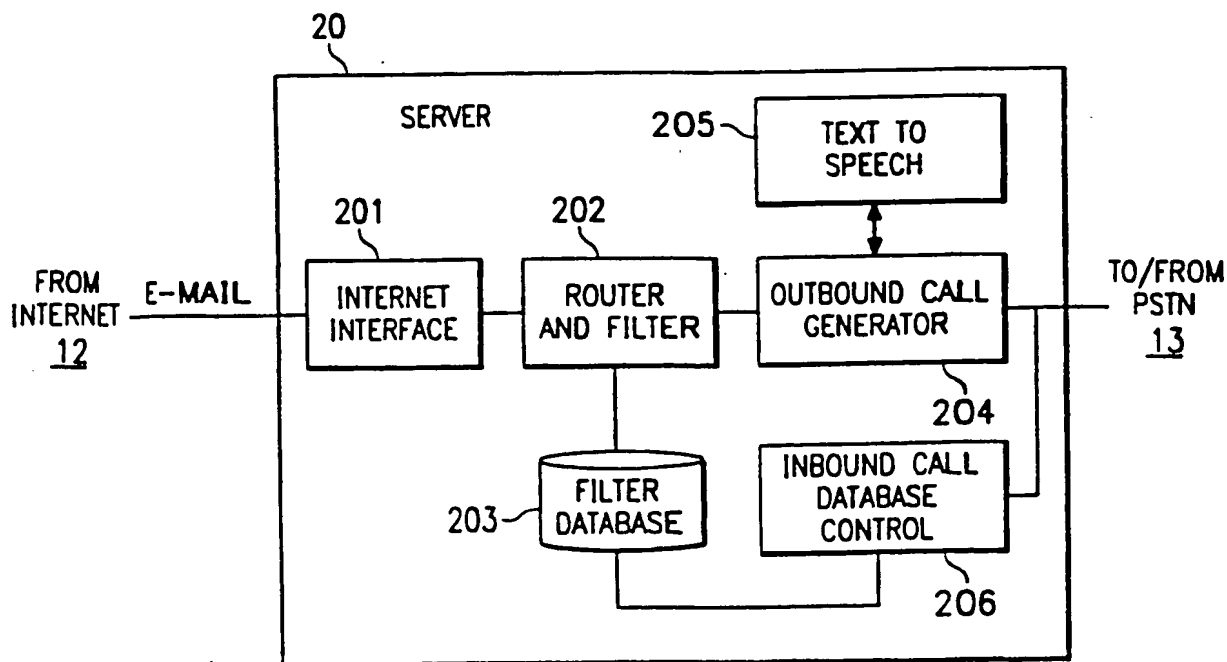 20
SERVER
205
TEXT TO
SPEECH
201
202
FROM
INTERNET
12
E-MAIL
INTERNET
INTERFACE
ROUTER
AND FILTER
OUTBOUND CALL
GENERATOR
TO/FROM
PSTN
13
204
203
FILTER
DATABASE
INBOUND CALL
DATABASE
CONTROL
206